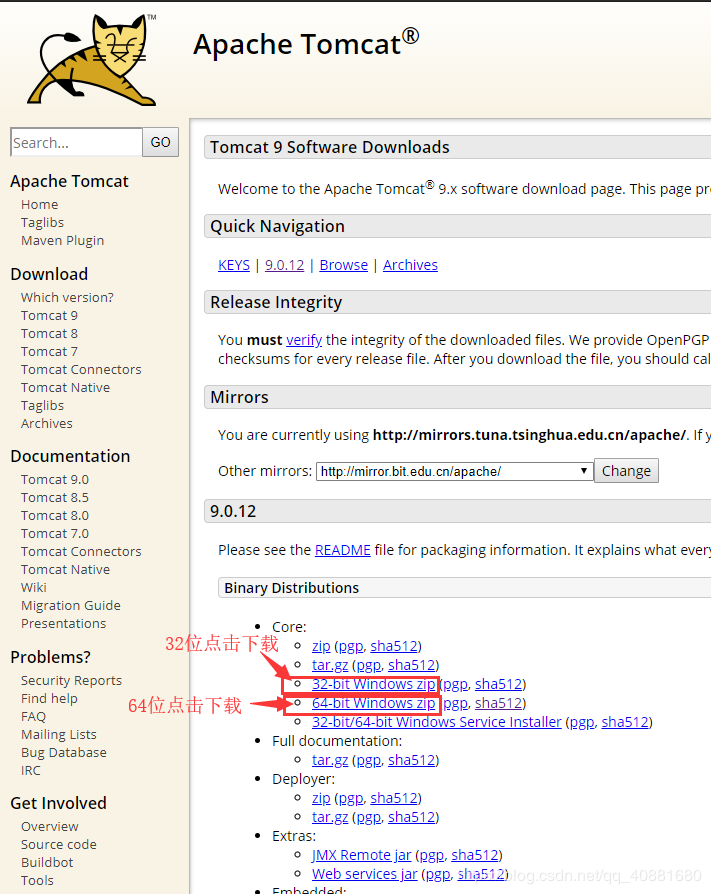 TM
Apache Tomcat®
Search... GO
Apache Tomcat
Home
Taglibs
Maven Plugin
Download
Which version?
Tomcat 9
Tomcat 8
Tomcat 7
Tomcat Connectors
Tomcat Native
Taglibs
Archives
Documentation
Tomcat 9.0
Tomcat 8.5
Tomcat 8.0
Tomcat 7.0
Tomcat Connectors
Tomcat Native
Wiki
Migration Guide
Presentations
Problems?
Security Reports
Find help
FAQ
Mailing Lists
Bug Database
IRC
Get Involved
Overview
Source code
Buildbot
Tools
Tomcat 9 Software Downloads
Welcome to the Apache Tomcat® 9.x software download page. This page pr
Quick Navigation
KEYS | 9.0.12 | Browse | Archives
Release Integrity
You must verify the integrity of the downloaded files. We provide OpenPGP
checksums for every release file. After you download the file, you should cal
Mirrors
You are currently using http://mirrors.tuna.tsinghua.edu.cn/apache/. If y
Other mirrors: http://mirror.bit.edu.cn/apache/ Change
9.0.12
Please see the README file for packaging information. It explains what ever
Binary Distributions
Core:
zip (pgp, sha512)
32位点击下载
tar.gz (pgp, sha512)
32-bit Windows zip (pgp, sha512)
64位点击下载 64-bit Windows zip (pgp, sha512)
32-bit/64-bit Windows Service Installer (pgp, sha512)
Full documentation:
tar.gz (pgp, sha512)
Deployer:
zip (pgp, sha512)
tar.gz (pgp, sha512)
Extras:
JMX Remote jar (pgp, sha512)
Web services jar (pgp, sha512)
blog.csdn.net/qq_40881680
Embedded: